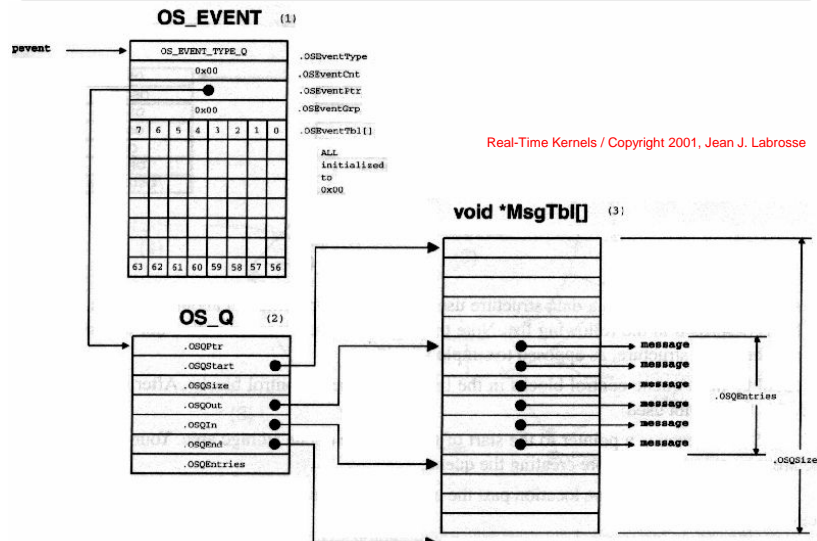 OS_EVENT (1)
pevent
OS_EVENT_TYPE_Q
.OSEventType
0x00
.OSEventCnt
.OSEventPtr
0x00
.OSEventGrp
7 6 5 4 3 2 1 0
.OSEventTbl[]
ALL
initialized
to
0x00
63 62 61 60 59 58 57 56
Real-Time Kernels / Copyright 2001, Jean J. Labrosse
void *MsgTbl[] (3)
OS_Q (2)
.OSQPtr
.OSQStart
.OSQSize
.OSQOut
.OSQIn
.OSQEnd
.OSQEntries
message
message
message
message
message
message
.OSQEntries
.OSQSize